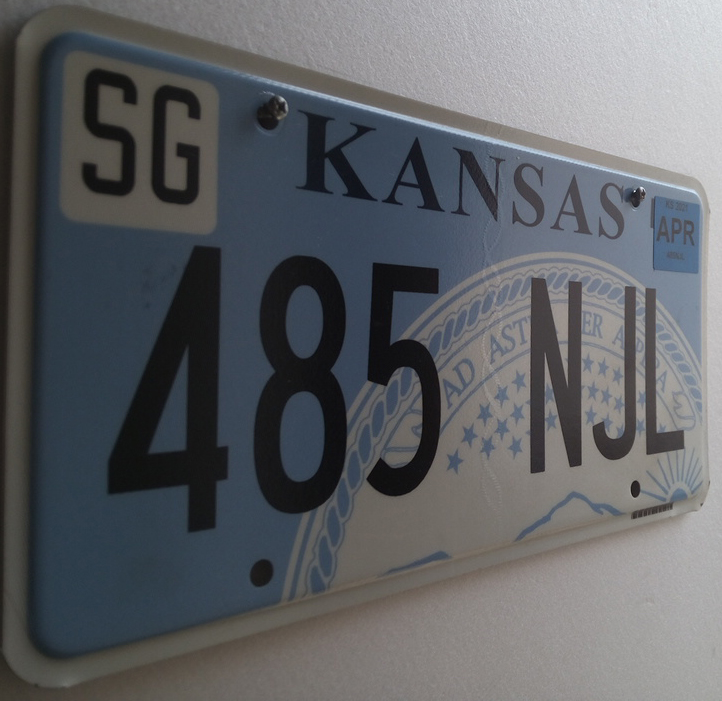 SG
KANSAS
APR
485 NJL
AD ASTRA PER ASPERA